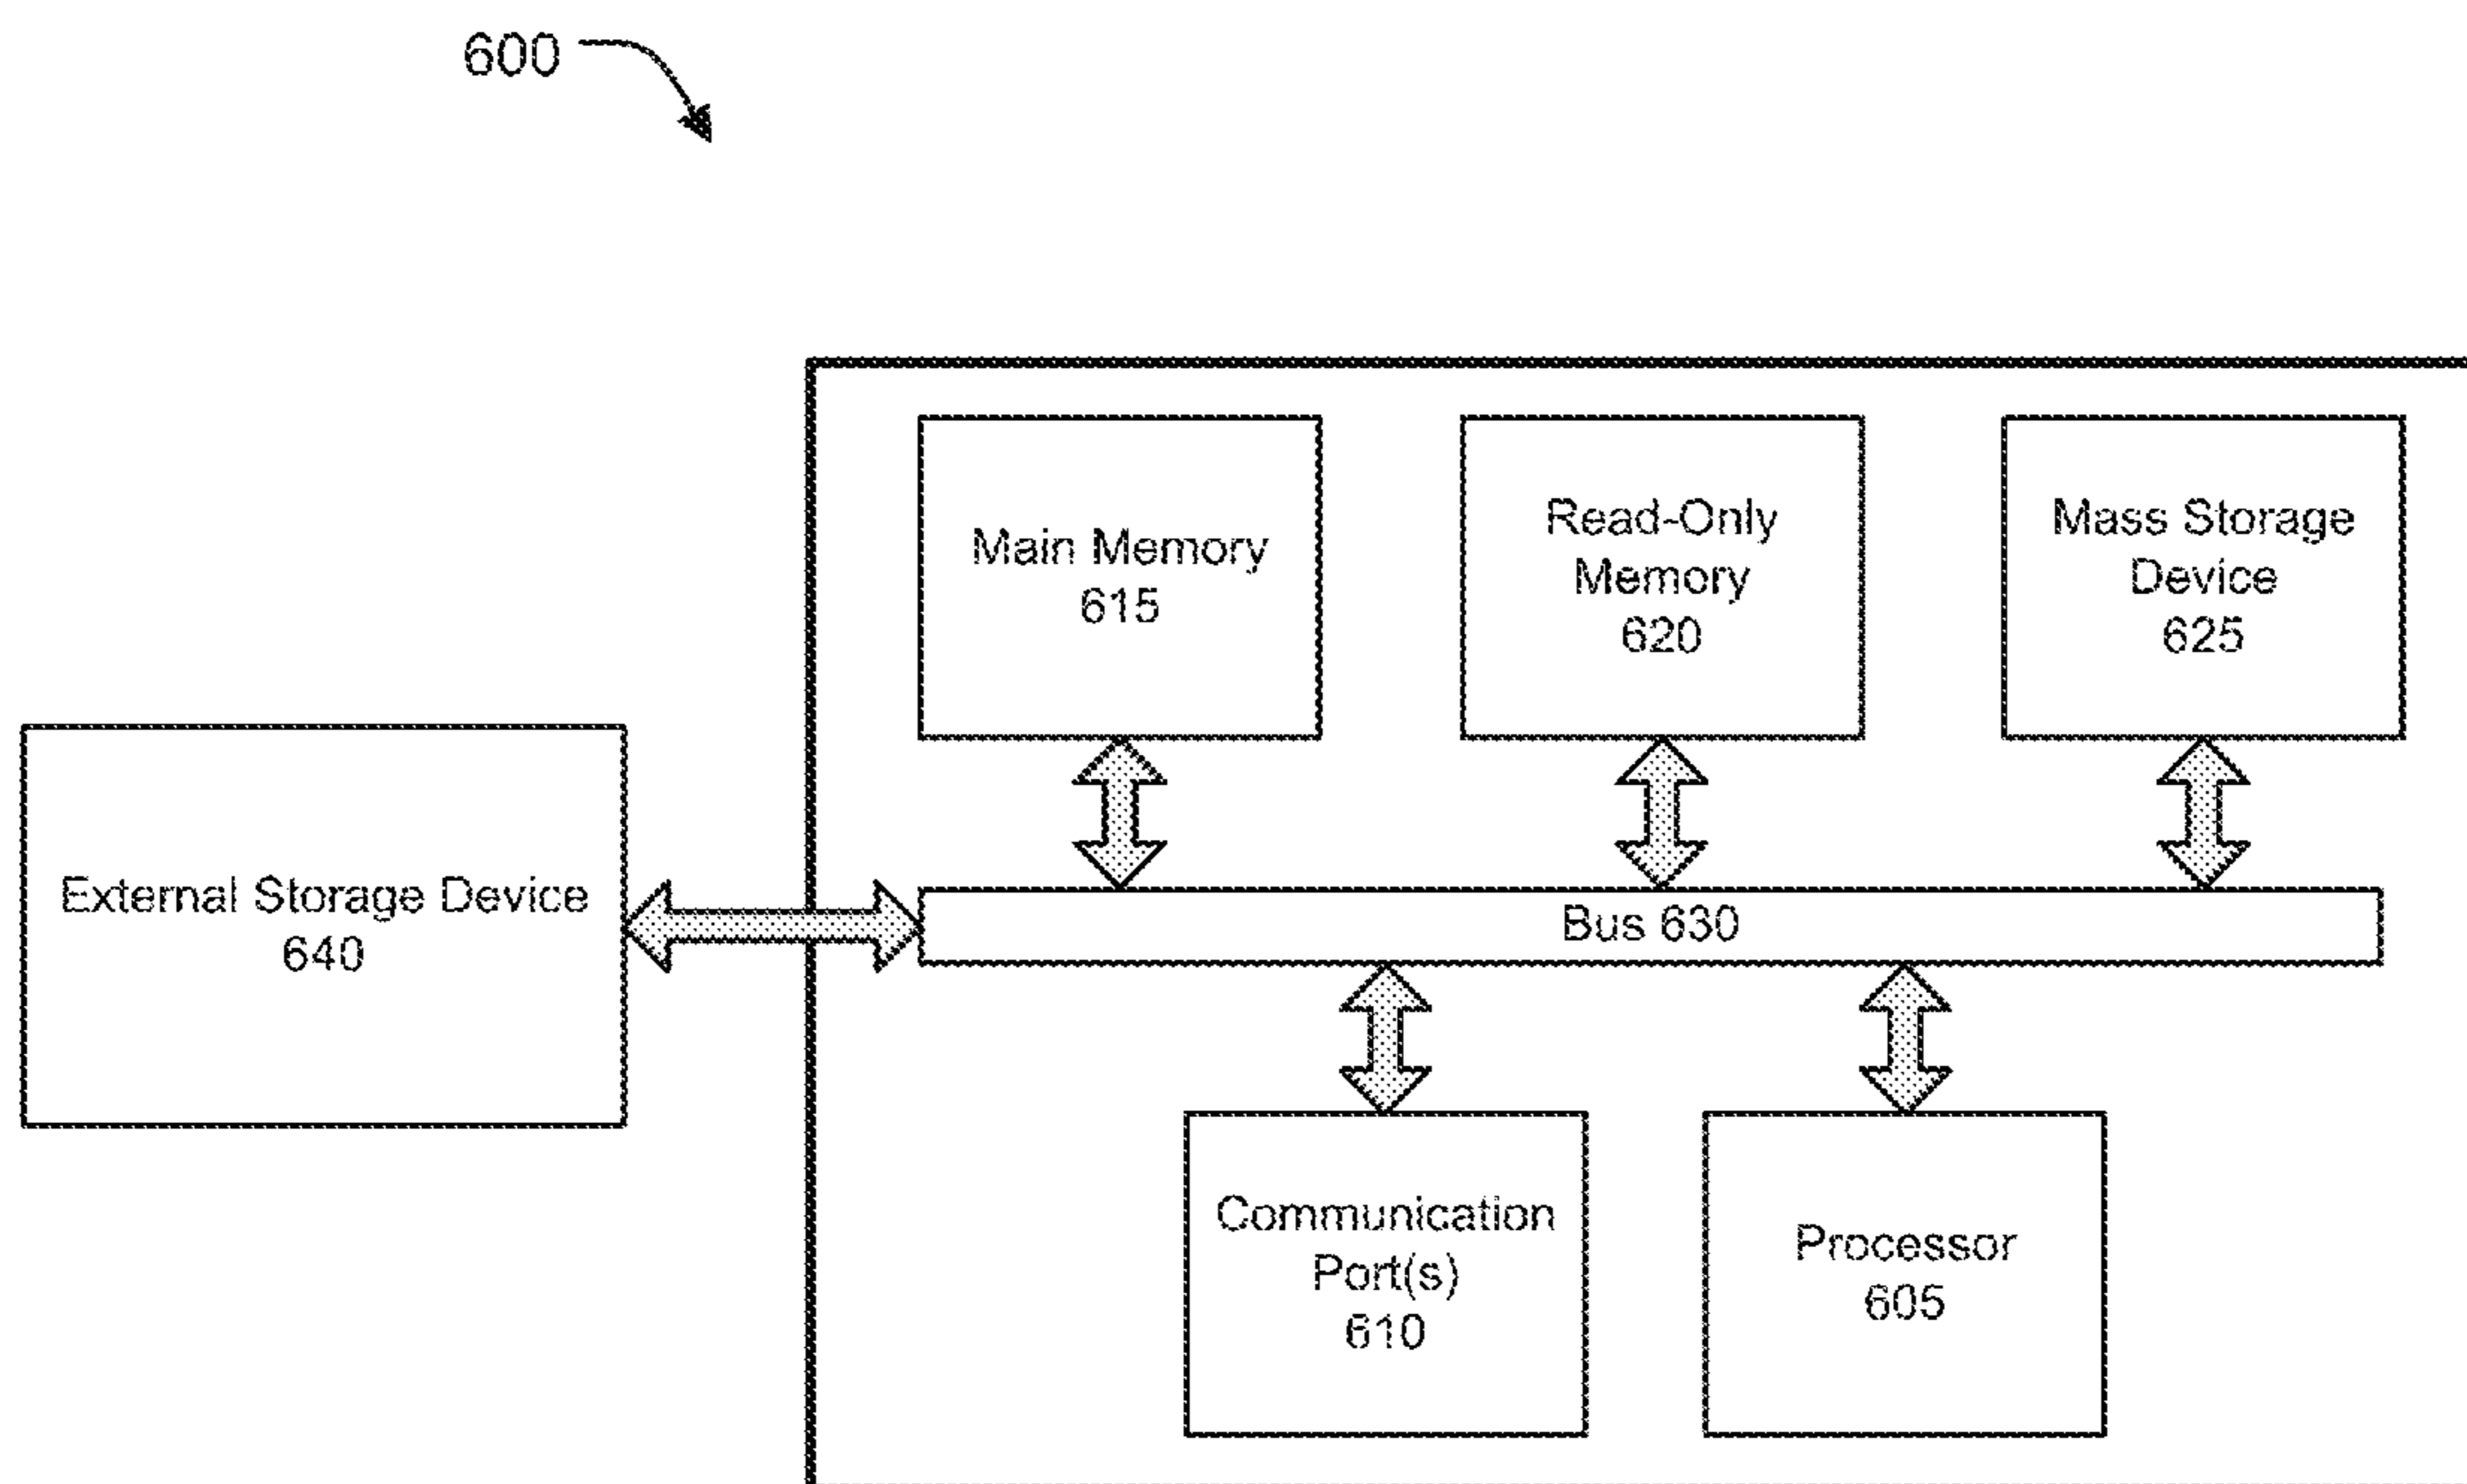 600
Main Memory
615
Read-Only
Memory
620
Mass Storage
Device
625
External Storage Device
640
Bus 630
Communication
Port(s)
610
Processor
605